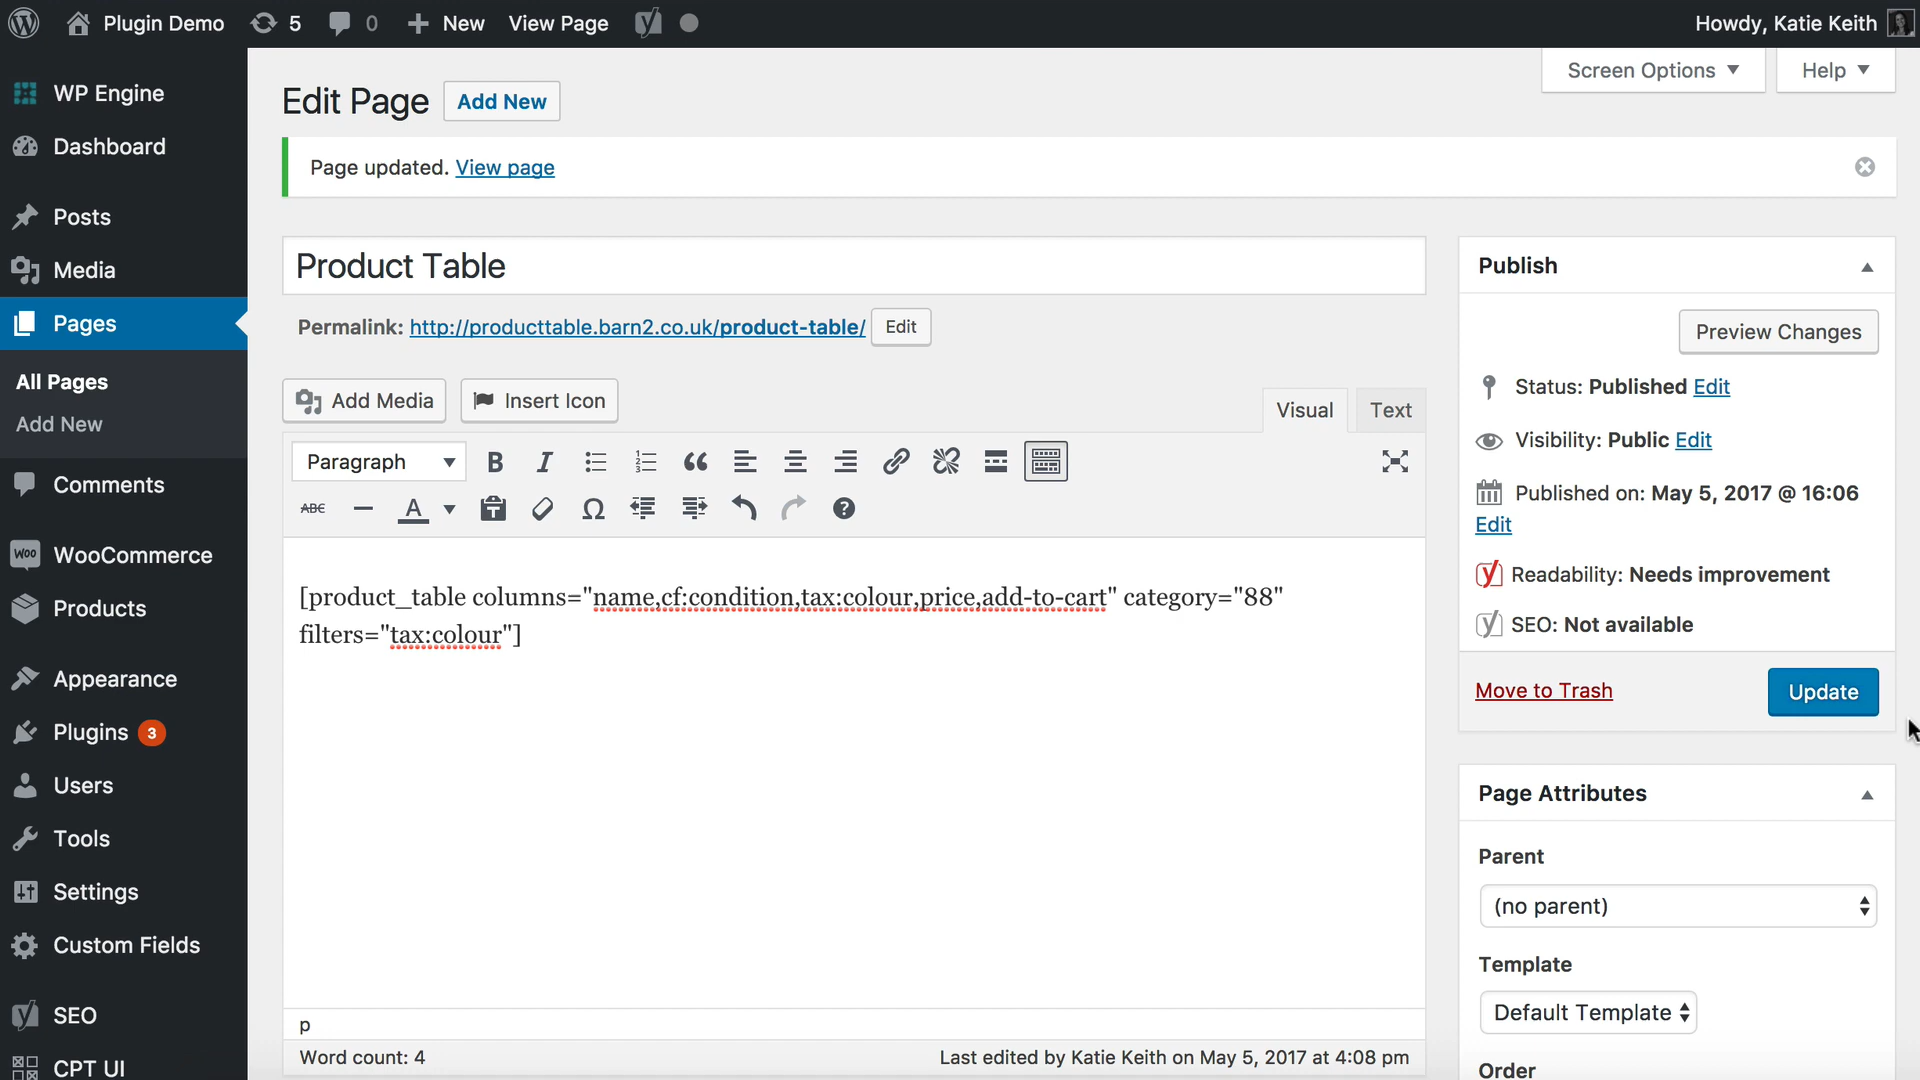 Plugin Demo 5 0 New View Page Howdy, Katie Keith
Screen Options Help
WP Engine
Dashboard
Posts
Media
Pages
All Pages
Add New
Comments
WooCommerce
Products
Appearance
Plugins 3
Users
Tools
Settings
Custom Fields
SEO
CPT UI
Edit Page Add New
Page updated. View page
Product Table
Permalink: http://producttable.barn2.co.uk/product-table/ Edit
Add Media Insert Icon
Visual Text
Paragraph B I
ABC A
[product_table columns="name,cf:condition,tax:colour,price,add-to-cart" category="88"
filters="tax:colour"]
p
Word count: 4 Last edited by Katie Keith on May 5, 2017 at 4:08 pm
Publish
Preview Changes
Status: Published Edit
Visibility: Public Edit
Published on: May 5, 2017 @ 16:06
Edit
Readability: Needs improvement
SEO: Not available
Move to Trash Update
Page Attributes
Parent
(no parent)
Template
Default Template
Order